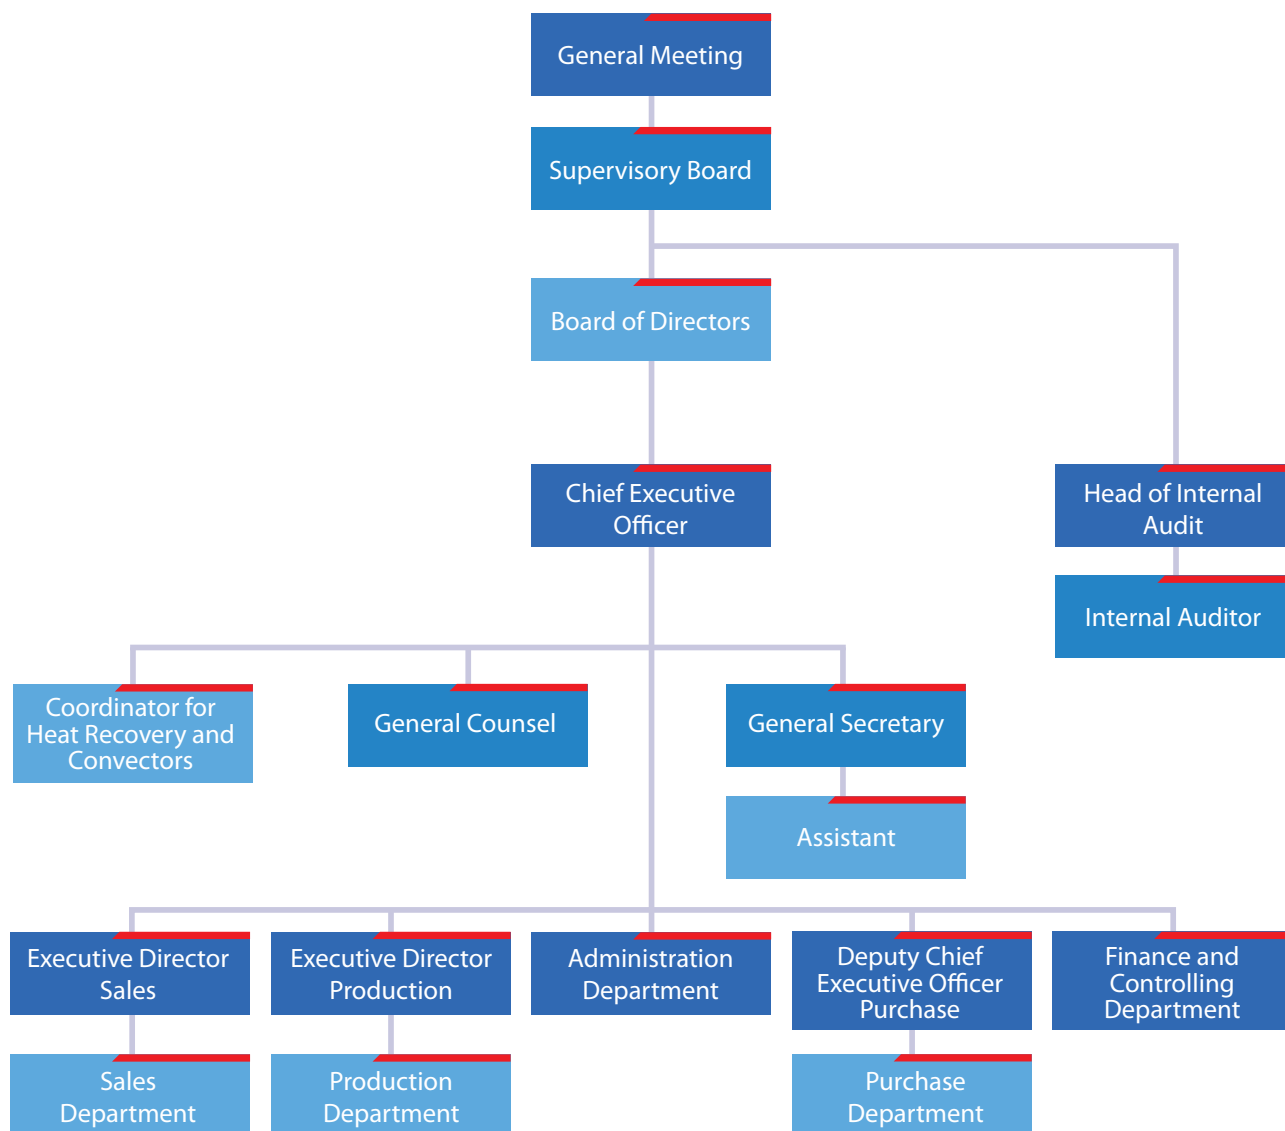 General Meeting
Supervisory Board
Board of Directors
Chief Executive
Officer
Head of Internal
Audit
Internal Auditor
Coordinator for
Heat Recovery and
Convectors
General Counsel
General Secretary
Assistant
Executive Director
Sales
Executive Director
Production
Administration
Department
Deputy Chief
Executive Officer
Purchase
Finance and
Controlling
Department
Sales
Department
Production
Department
Purchase
Department